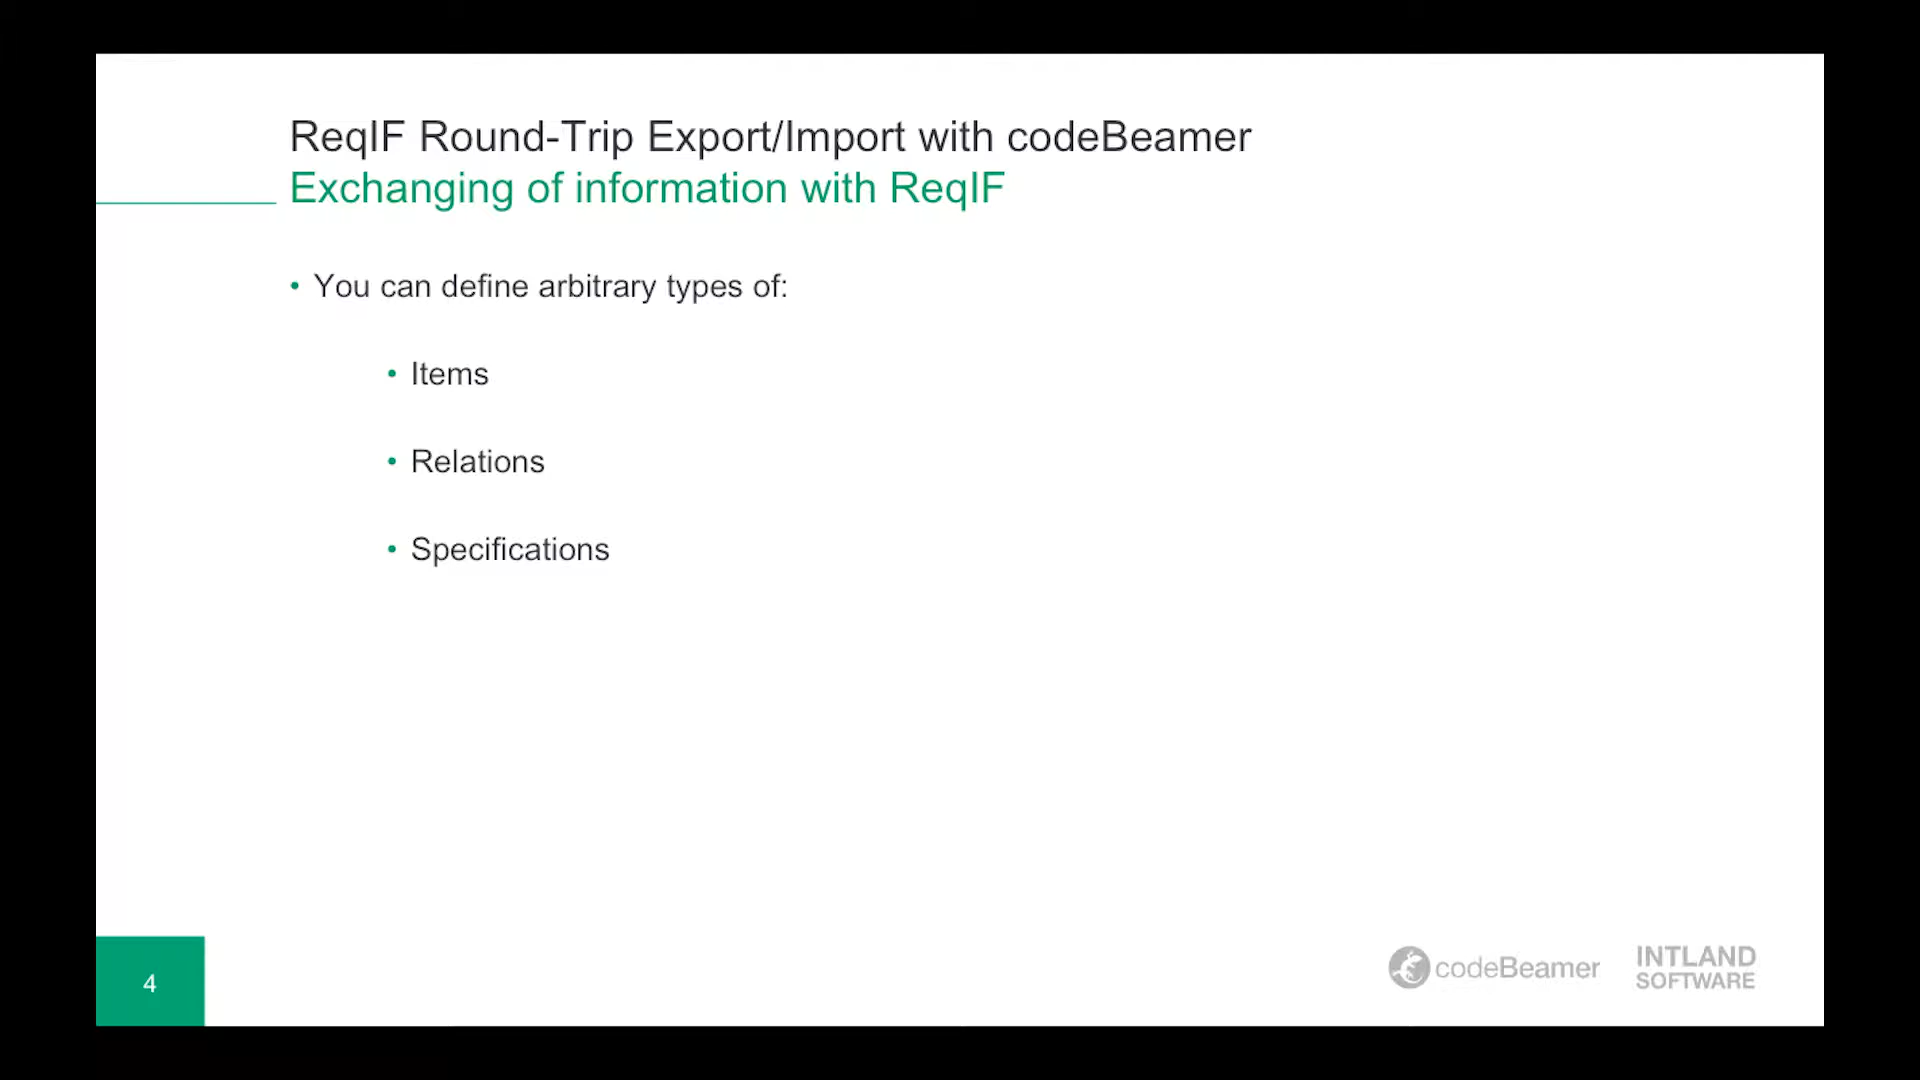 ReqIF Round-Trip Export/Import with codeBeamer
Exchanging of information with ReqIF
• You can define arbitrary types of:
• Items
• Relations
• Specifications
4
codeBeamer
INTLAND
SOFTWARE